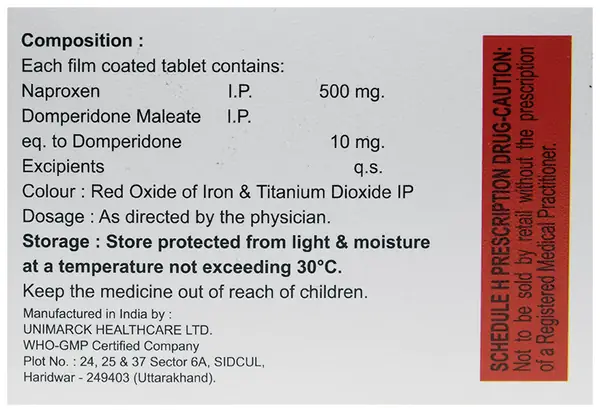 Composition :
Each film coated tablet contains:
Naproxen I.P. 500 mg.
Domperidone Maleate I.P.
eq. to Domperidone 10 mg.
Excipients q.s.
Colour : Red Oxide of Iron & Titanium Dioxide IP
Dosage : As directed by the physician.
Storage : Store protected from light & moisture
at a temperature not exceeding 30°C.
Keep the medicine out of reach of children.
Manufactured in India by :
UNIMARCK HEALTHCARE LTD.
WHO-GMP Certified Company
Plot No. : 24, 25 & 37 Sector 6A, SIDCUL,
Haridwar - 249403 (Uttarakhand).
SCHEDULE H PRESCRIPTION DRUG-CAUTION:
Not to be sold by retail without the prescription
of a Registered Medical Practitioner.